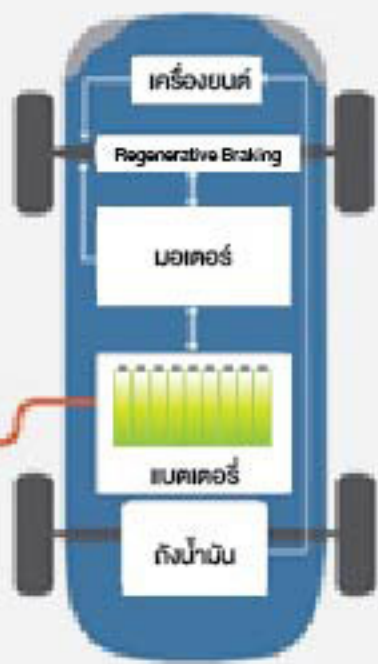 เครื่องยนต์
Regenerative Braking
มอเตอร์
แบตเตอรี่
ถังน้ำมัน